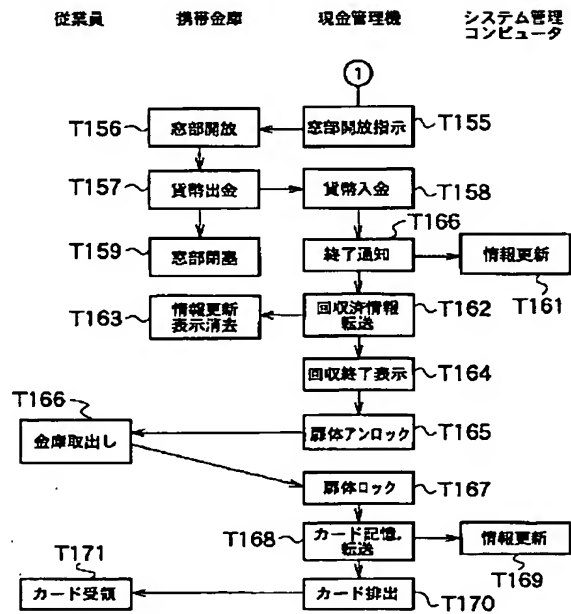 従業員 携帯金庫 現金管理機 システム管理
コンピュータ
1
T156 窓部開放 窓部開放指示 T155
T157 貨幣出金 貨幣入金 T158
T166
T159 窓部閉塞 終了通知 情報更新
T161
T163 情報更新 回収済情報 T162
表示消去 転送
回収終了表示 T164
T166
金庫取出し 扉体アンロック T165
扉体ロック T167
T168 カード記憶, 情報更新
転送
T169
T171
カード受領 カード排出 T170